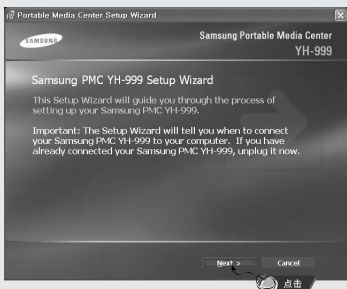 Portable Media Center Setup Wizard
SAMSUNG
Samsung Portable Media Center
YH-999
Samsung PMC YH-999 Setup Wizard
This Setup Wizard will guide you through the process of
setting up your Samsung PMC YH-999.
Important: The Setup Wizard will tell you when to connect
your Samsung PMC YH-999 to your computer. If you have
already connected your Samsung PMC YH-999, unplug it now.
Next >
Cancel
点击